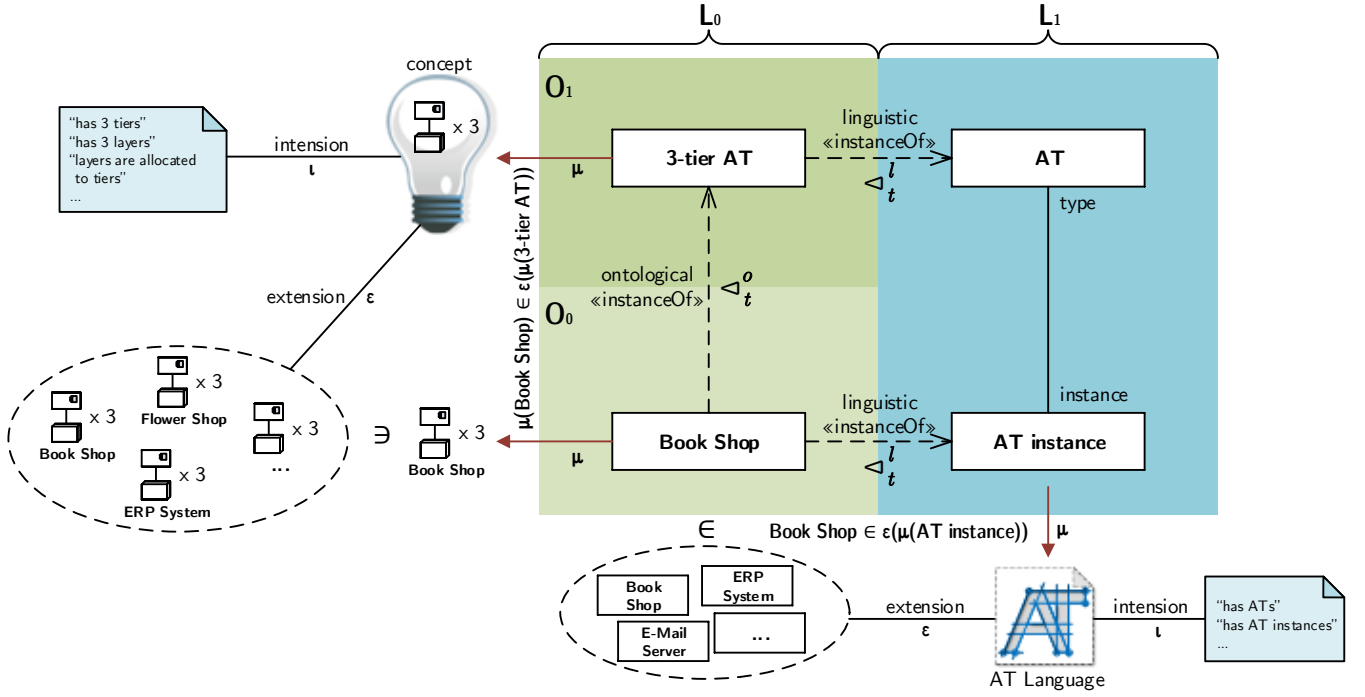 L₀
L₁
concept
O₁
x 3
"has 3 tiers"
"has 3 layers"
"layers are allocated
to tiers"
...
intension
ι
μ
3-tier AT
linguistic
«instanceOf»
l
t
AT
type
μ(Book Shop) ∈ ε(μ(3-tier AT))
extension ε
ontological
«instanceOf»
o
t
O₀
x 3
Flower Shop
x 3
Book Shop
x 3
...
x 3
ERP System
∋
x 3
Book Shop
μ
Book Shop
linguistic
«instanceOf»
l
t
instance
AT instance
∈
Book Shop ∈ ε(μ(AT instance))
μ
Book
Shop
ERP
System
E-Mail
Server
...
extension
ε
AT
AT Language
intension
ι
"has ATs"
"has AT instances"
...